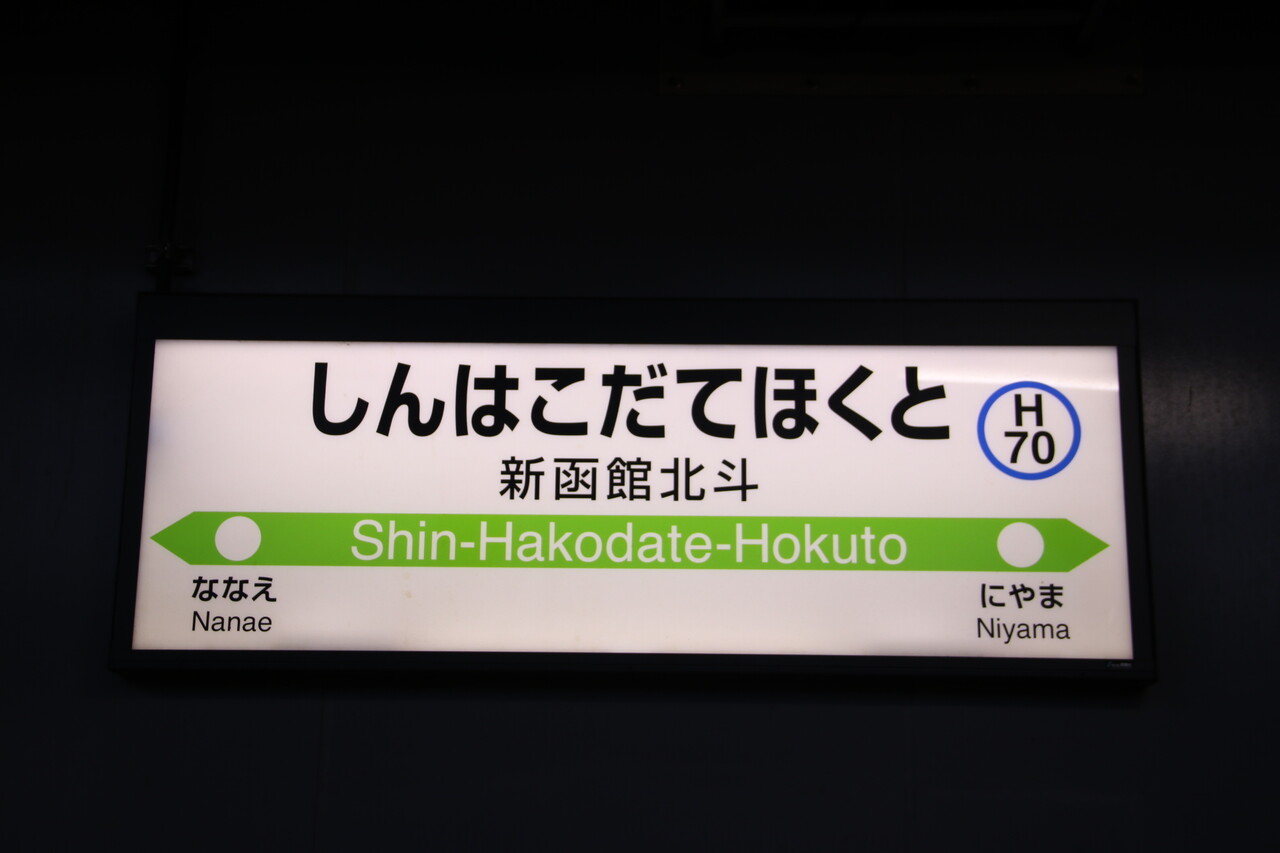 しんはこだてほくと
H
70
新函館北斗
Shin-Hakodate-Hokuto
ななえ
Nanae
にやま
Niyama